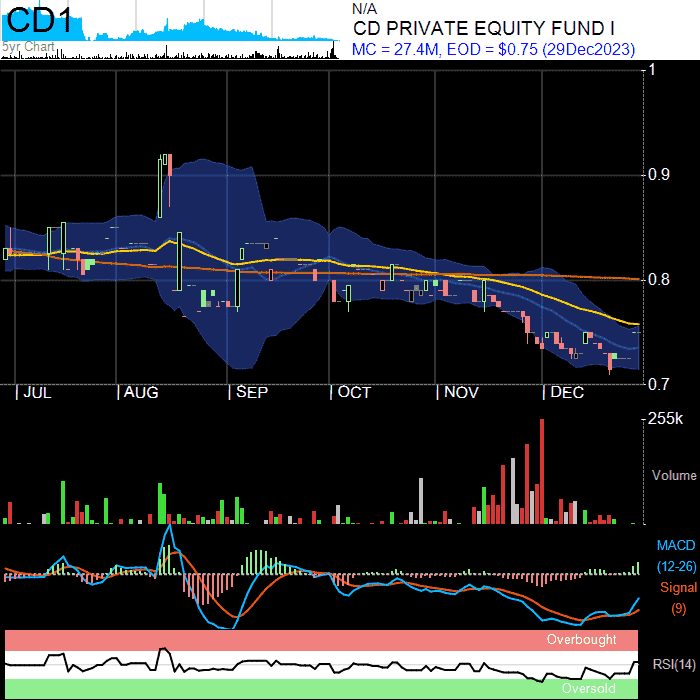 CD1
5yr Chart
N/A
CD PRIVATE EQUITY FUND I
MC = 27.4M, EOD = $0.75 (29Dec2023)
1
0.9
0.8
0.7
JUL AUG SEP OCT NOV DEC
255k
Volume
MACD
(12-26)
Signal
(9)
Overbought
RSI(14)
Oversold